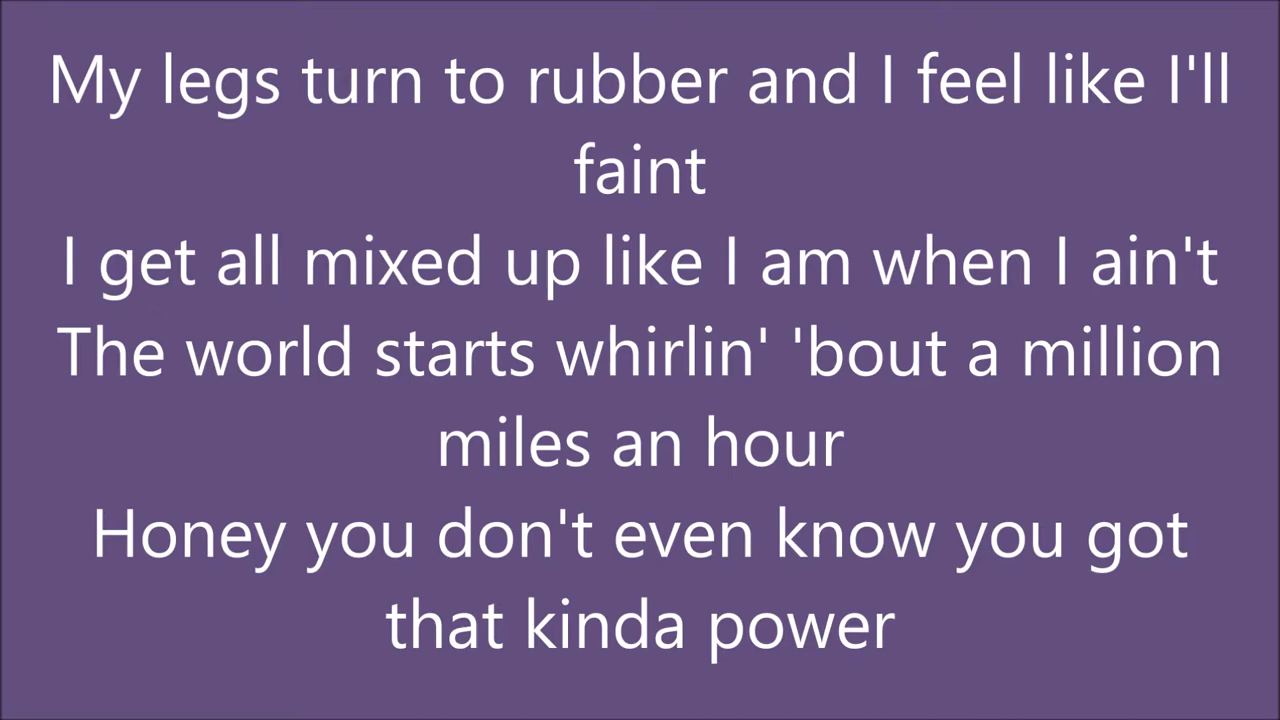 My legs turn to rubber and I feel like I'll
faint
I get all mixed up like I am when I ain't
The world starts whirlin' 'bout a million
miles an hour
Honey you don't even know you got
that kinda power